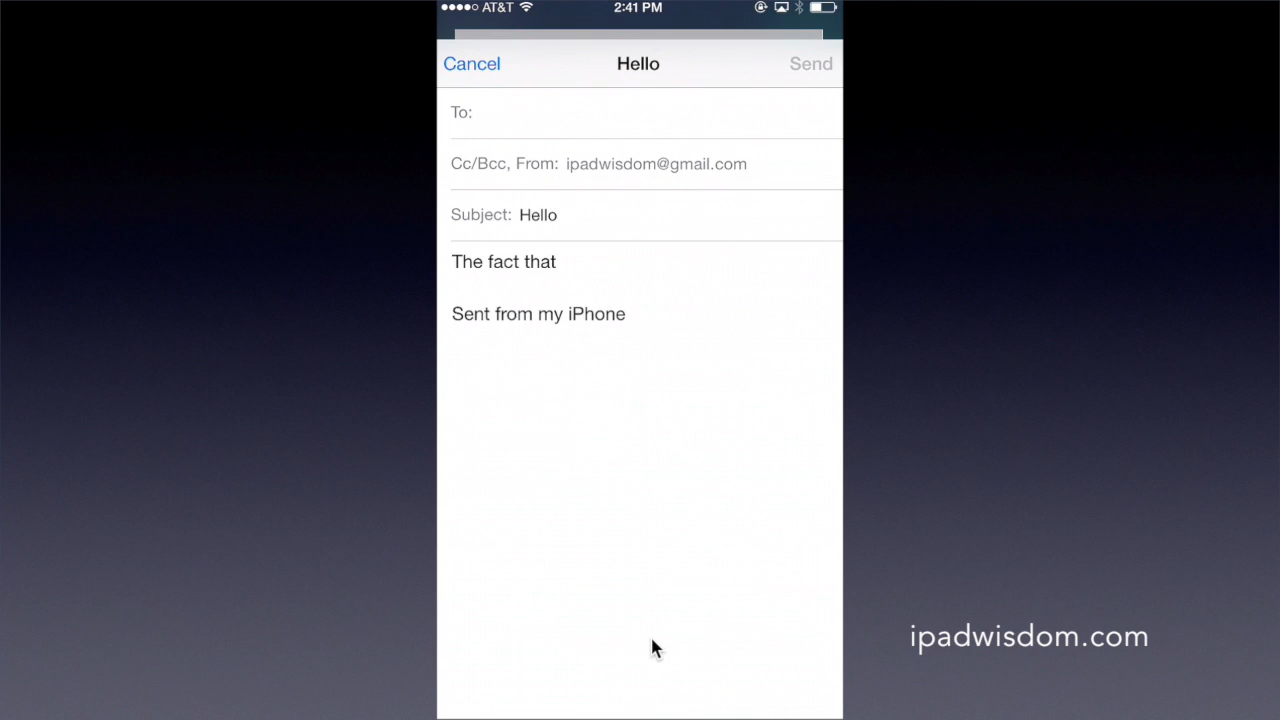 AT&T 2:41 PM
Cancel Hello Send
To:
Cc/Bcc, From: ipadwisdom@gmail.com
Subject: Hello
The fact that
Sent from my iPhone
ipadwisdom.com